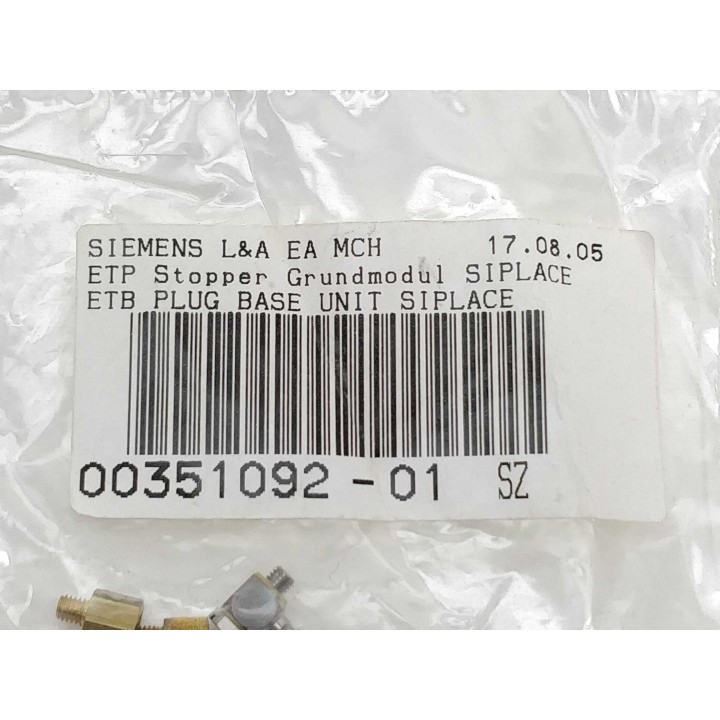 SIEMENS L&A EA MCH 17.08.05
ETP Stopper Grundmodul SIPLACE
ETB PLUG BASE UNIT SIPLACE
00351092-01 SZ